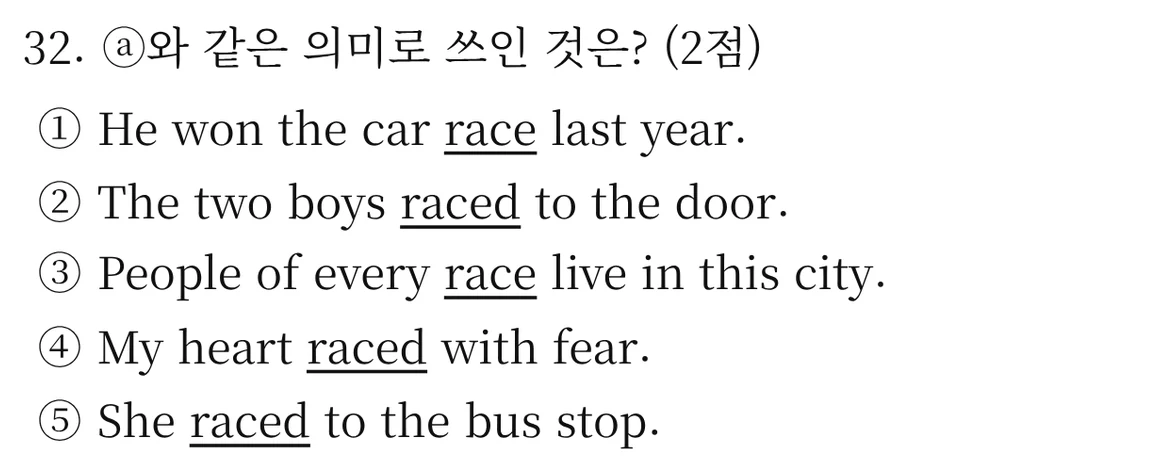 32. ⓐ와 같은 의미로 쓰인 것은? (2점)
① He won the car race last year.
② The two boys raced to the door.
③ People of every race live in this city.
④ My heart raced with fear.
⑤ She raced to the bus stop.